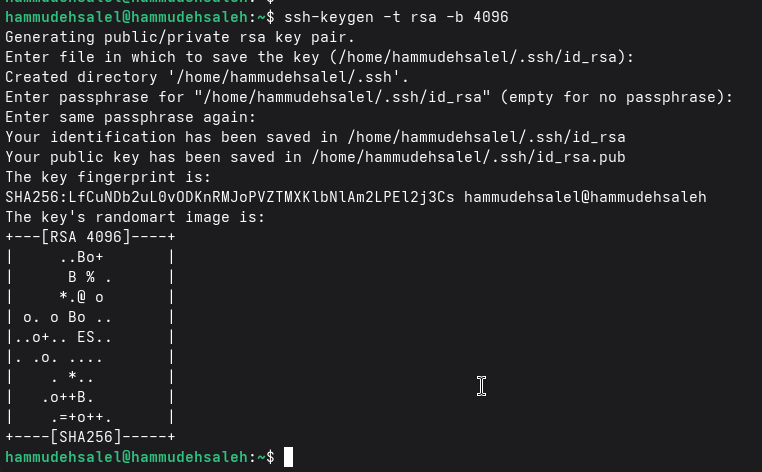 hammudehsalel@hammudehsaleh:~$ ssh-keygen -t rsa -b 4096
Generating public/private rsa key pair.
Enter file in which to save the key (/home/hammudehsalel/.ssh/id_rsa):
Created directory '/home/hammudehsalel/.ssh'.
Enter passphrase for "/home/hammudehsalel/.ssh/id_rsa" (empty for no passphrase):
Enter same passphrase again:
Your identification has been saved in /home/hammudehsalel/.ssh/id_rsa
Your public key has been saved in /home/hammudehsalel/.ssh/id_rsa.pub
The key fingerprint is:
SHA256:LfCuNDb2uL0vODKnRMJoPVZTMXKlbNlAm2LPEl2j3Cs hammudehsalel@hammudehsaleh
The key's randomart image is:
+---[RSA 4096]----+
|     ..Bo+       |
|      B % .      |
|     *.@ o       |
| o. o Bo ..      |
|..o+.. ES..      |
|. .o. ....       |
|    . *..        |
|   .o++B.        |
|    .=+o++.      |
+----[SHA256]-----+
hammudehsalel@hammudehsaleh:~$